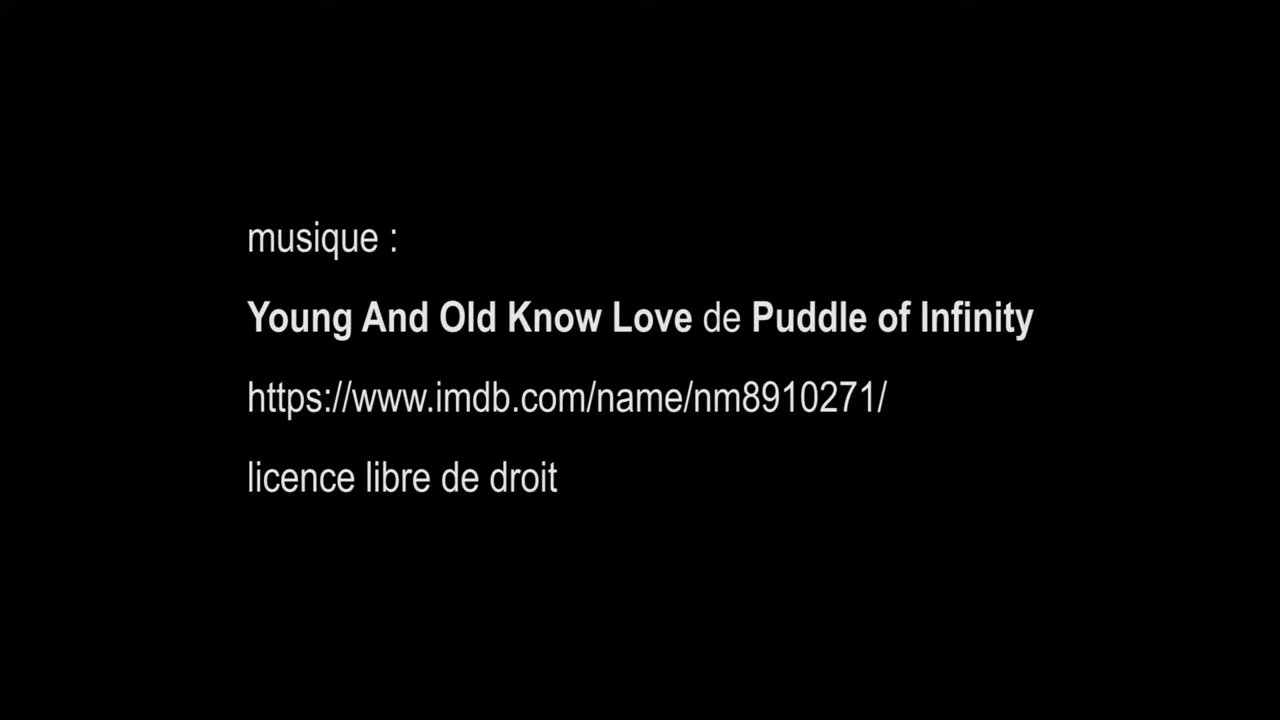 musique :
Young And Old Know Love de Puddle of Infinity
https://www.imdb.com/name/nm8910271/
licence libre de droit